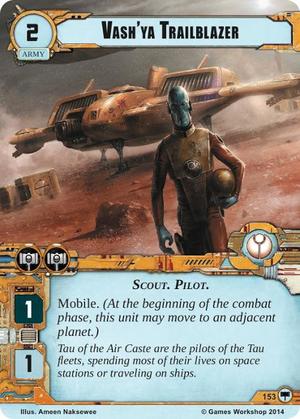 2
ARMY
Vash'ya Trailblazer
1
1
Scout. Pilot.
Mobile. (At the beginning of the combat
phase, this unit may move to an adjacent
planet.)
Tau of the Air Caste are the pilots of the Tau
fleets, spending most of their lives on space
stations or traveling on ships.
153
Illus. Ameen Naksewee
© Games Workshop 2014